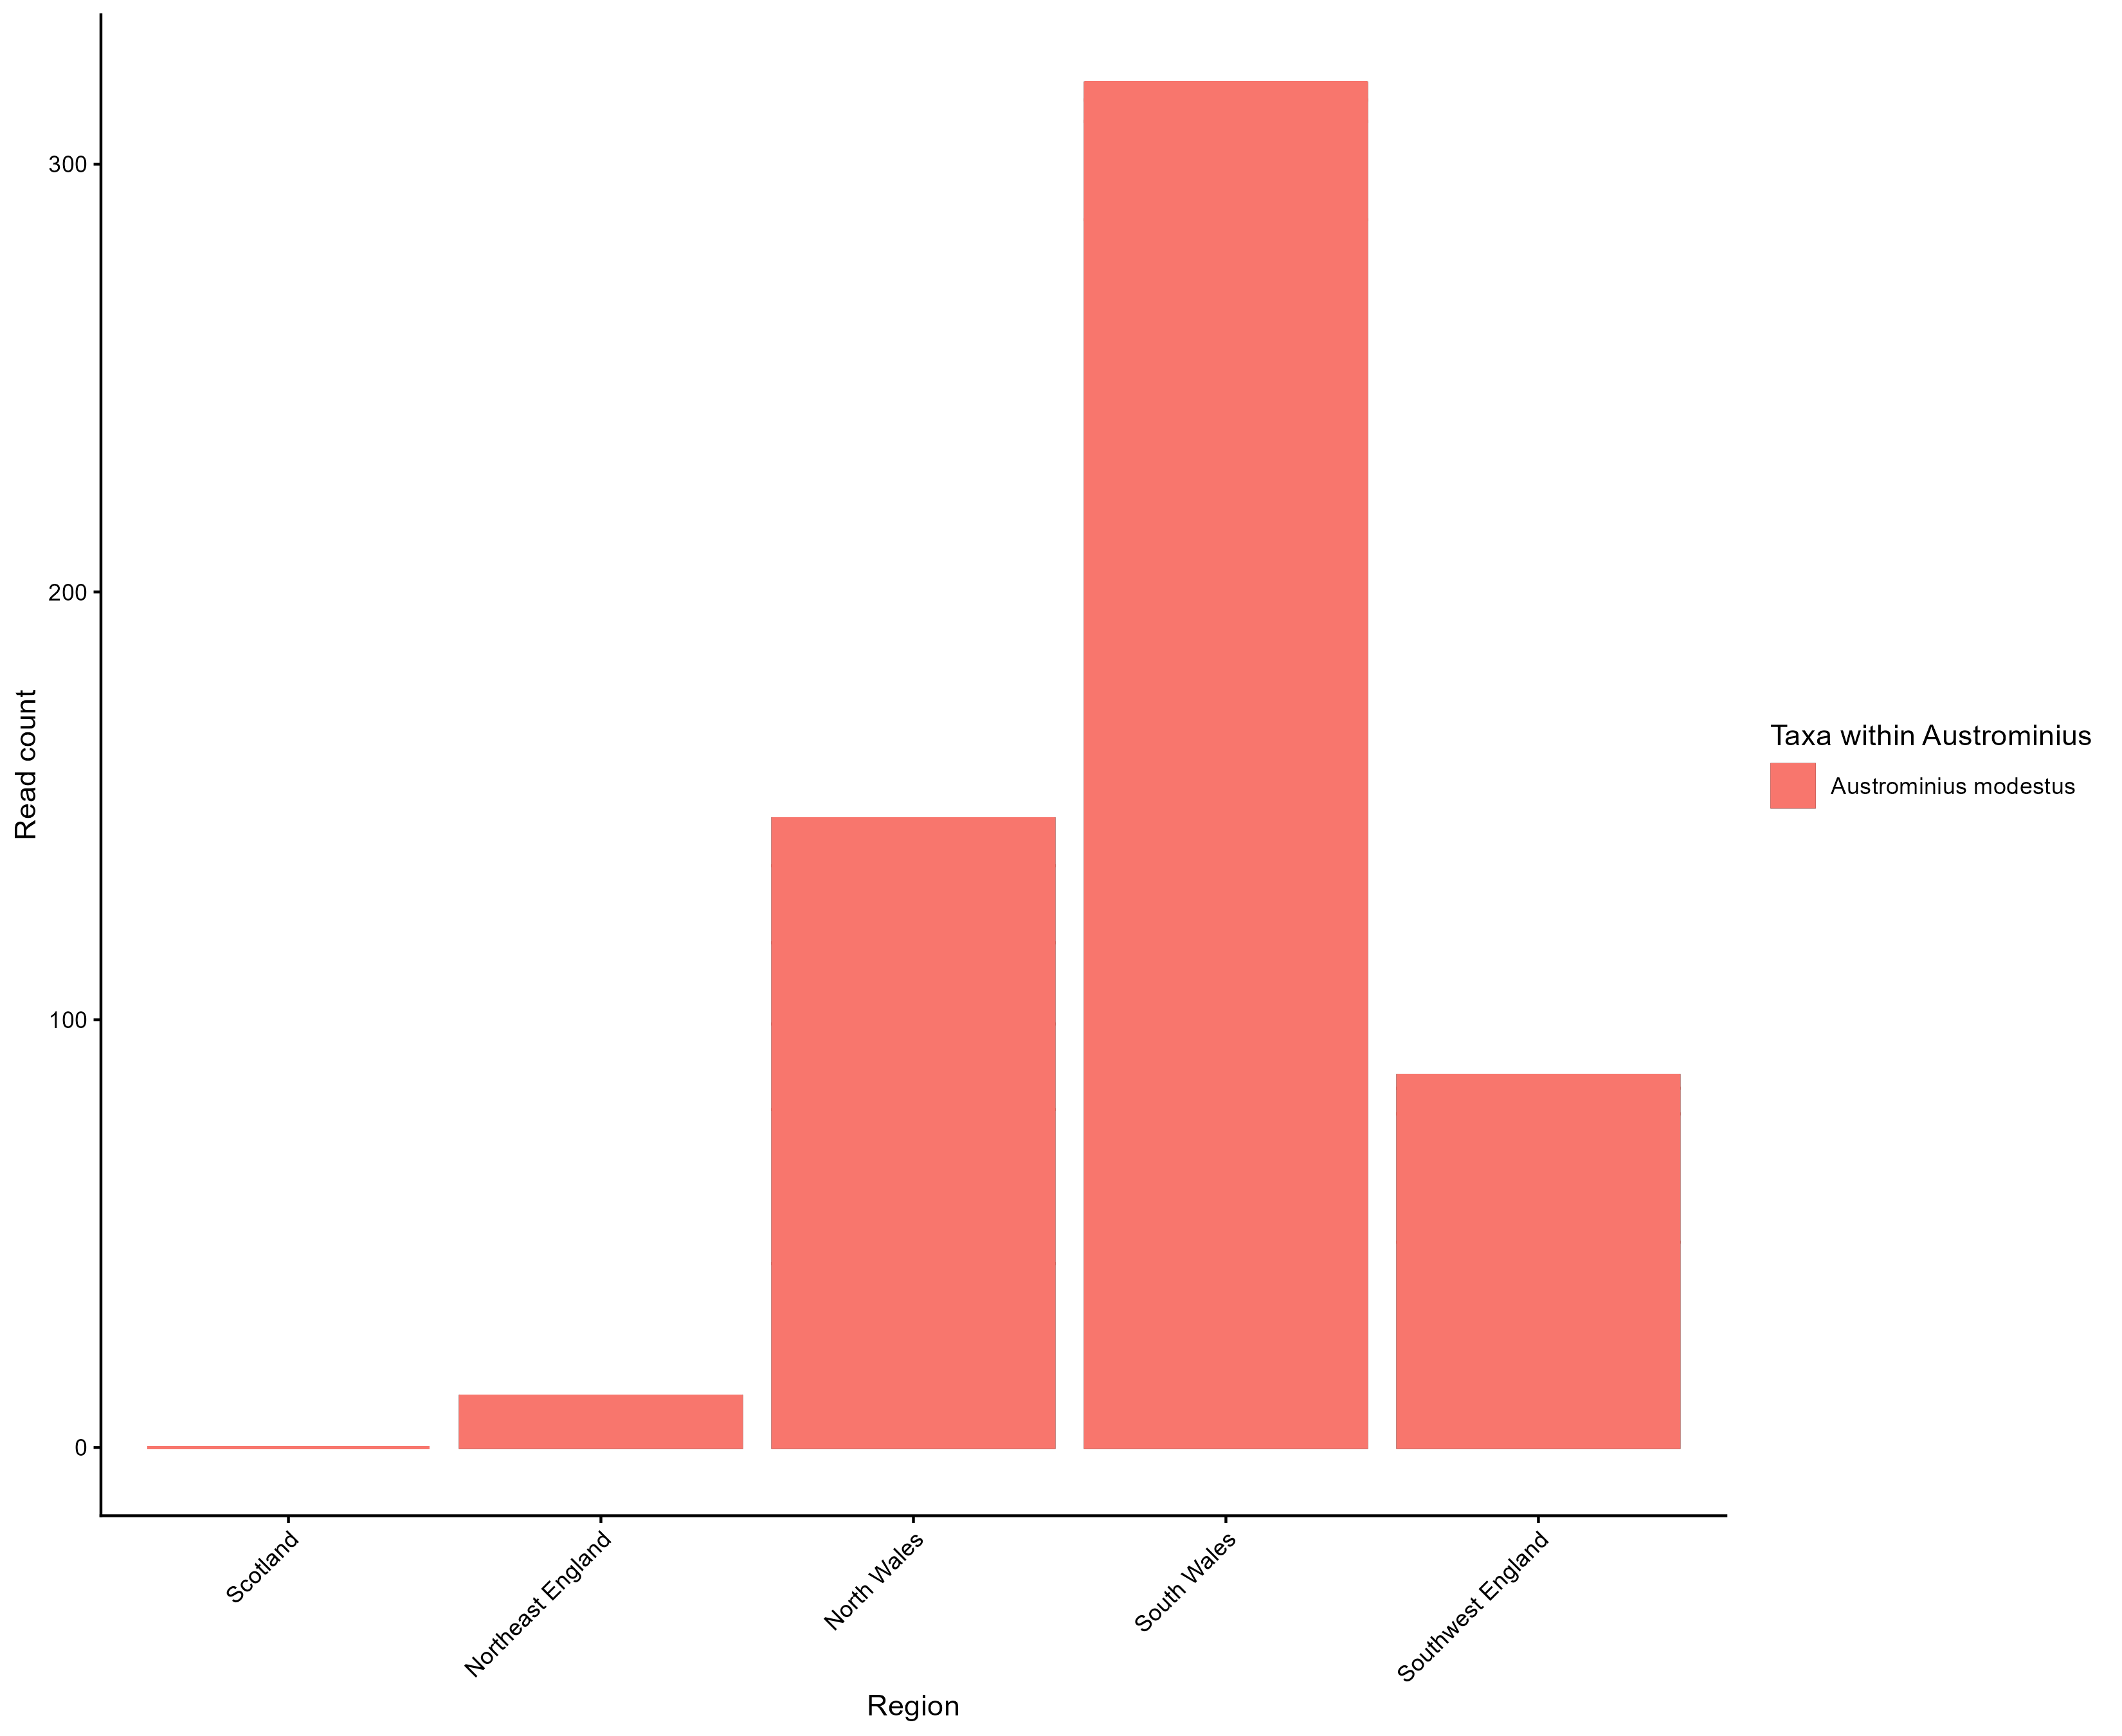 Read count
300
200
100
0
Scotland
Northeast England
North Wales
South Wales
Southwest England
Region
Taxa within Austrominius
Austrominius modestus